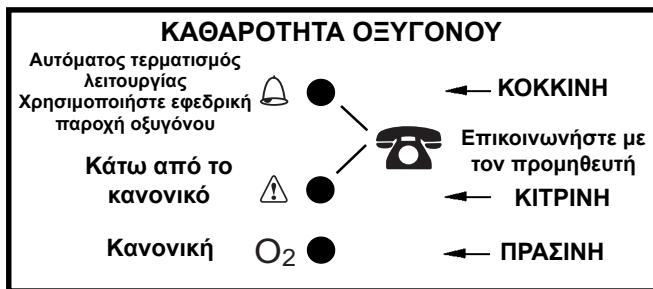 ΚΑΘΑΡΟΤΗΤΑ ΟΞΥΓΟΝΟΥ
Αυτόματος τερματισμός
λειτουργίας
Χρησιμοποιήστε εφεδρική
παροχή οξυγόνου
ΚΟΚΚΙΝΗ
Επικοινωνήστε με
τον προμηθευτή
Κάτω από το
κανονικό
ΚΙΤΡΙΝΗ
Κανονική
O2
ΠΡΑΣΙΝΗ